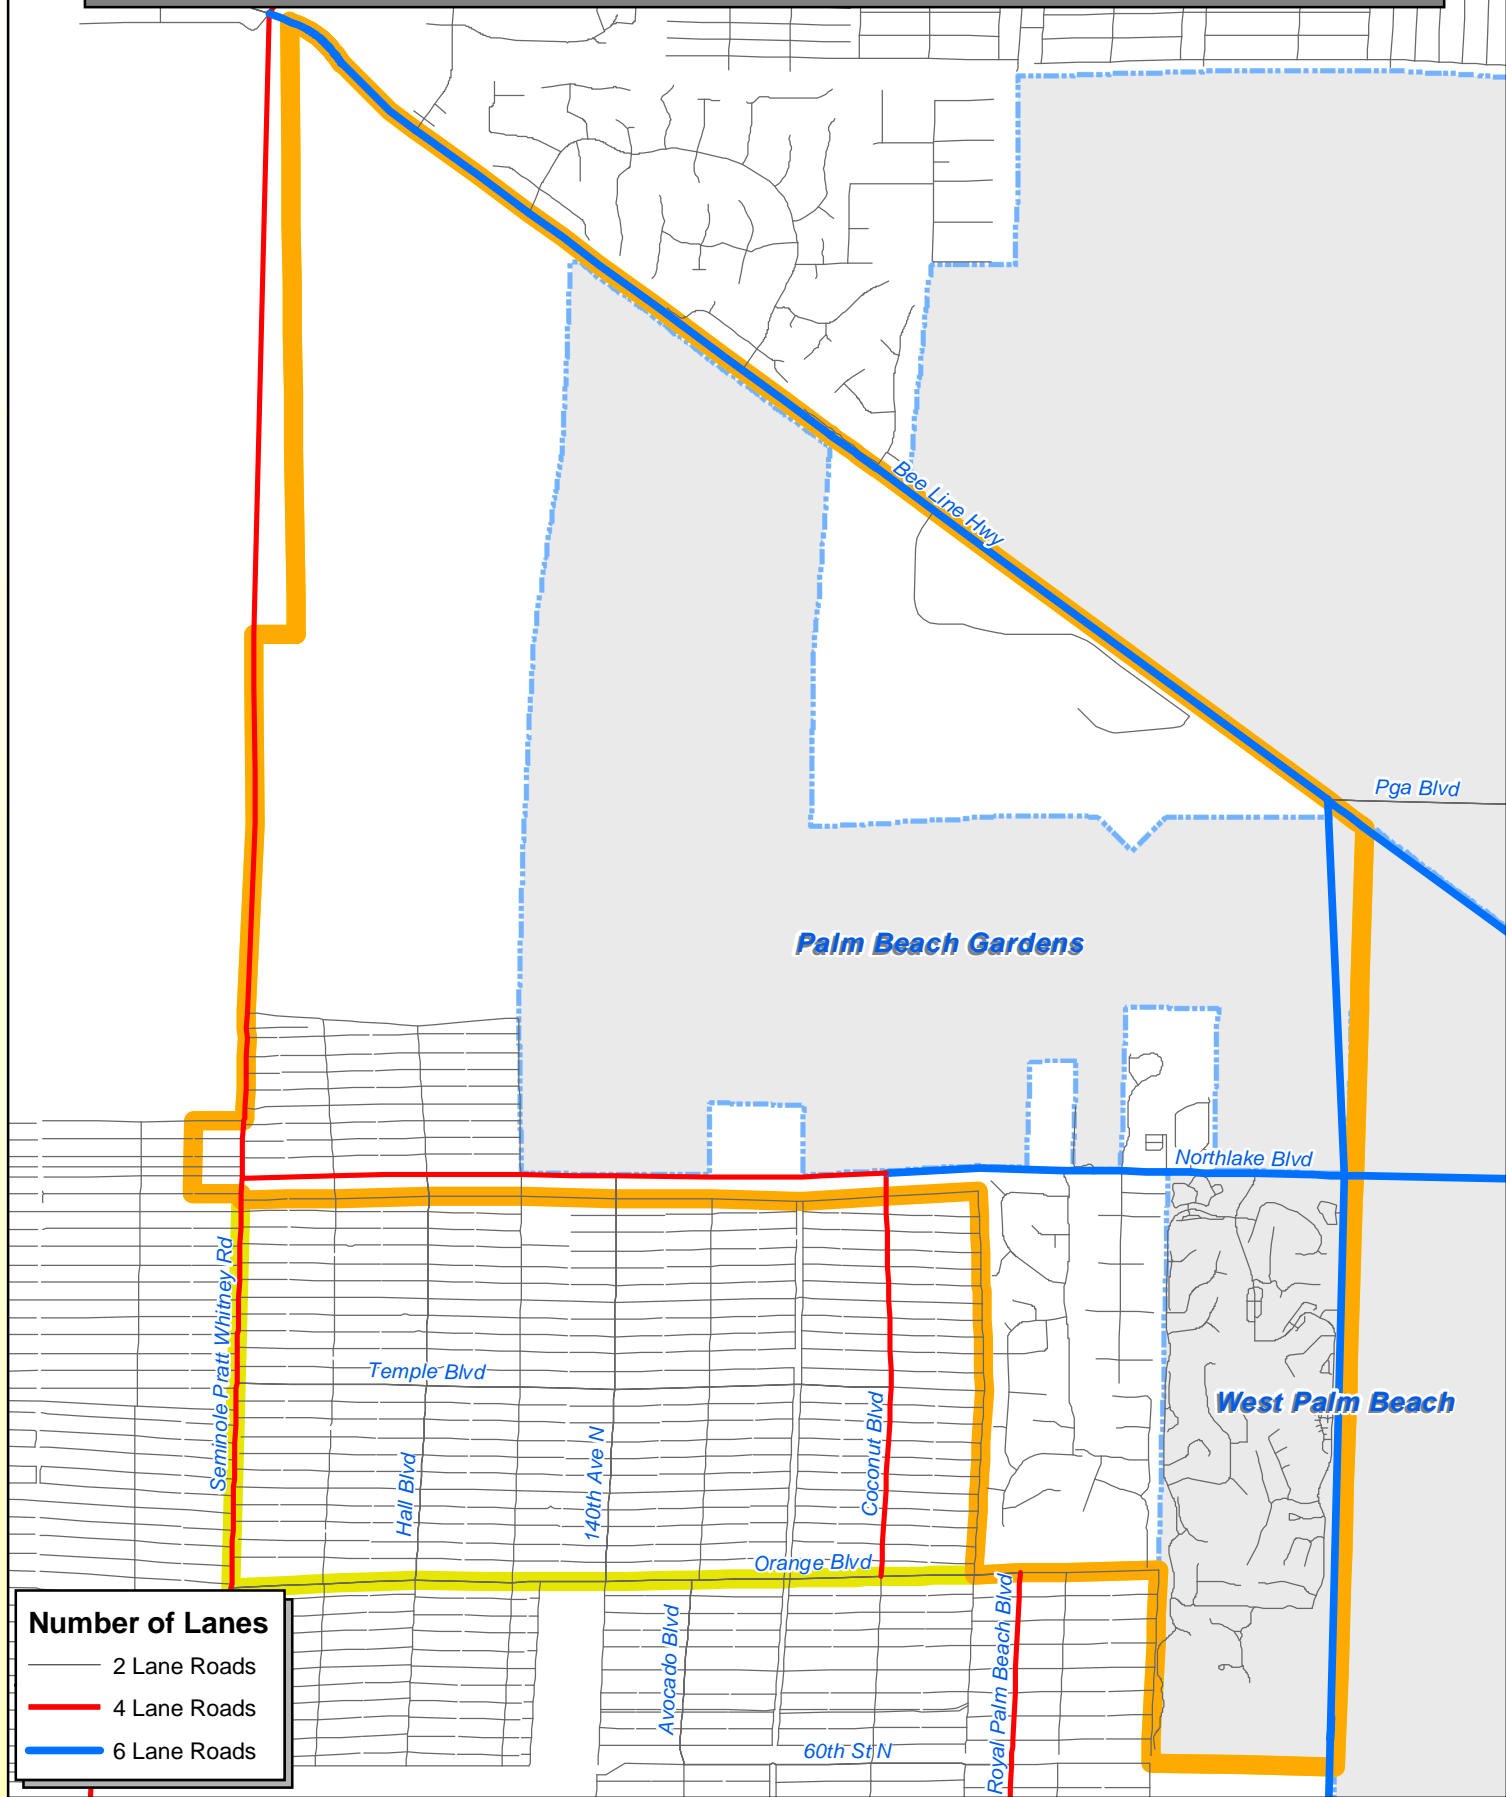 Bee Line Hwy
Pga Blvd
Palm Beach Gardens
Northlake Blvd
Seminole Pratt Whitney Rd
Temple Blvd
West Palm Beach
Hall Blvd
140th Ave N
Coconut Blvd
Orange Blvd
Avocado Blvd
Royal Palm Beach Blvd
60th St N
Number of Lanes
2 Lane Roads
4 Lane Roads
6 Lane Roads